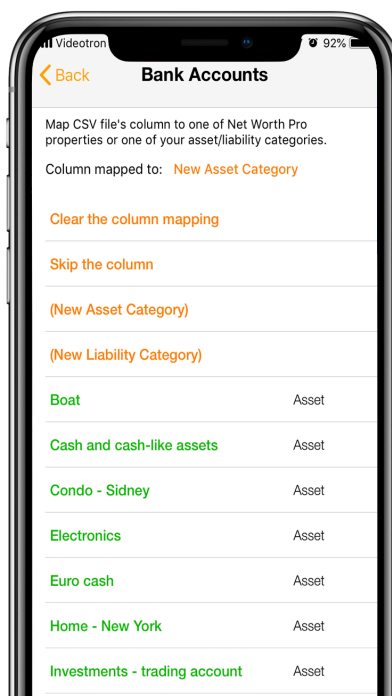 Videotron 92%
Back Bank Accounts
Map CSV file's column to one of Net Worth Pro
properties or one of your asset/liability categories.
Column mapped to: New Asset Category
Clear the column mapping
Skip the column
(New Asset Category)
(New Liability Category)
Boat Asset
Cash and cash-like assets Asset
Condo - Sidney Asset
Electronics Asset
Euro cash Asset
Home - New York Asset
Investments - trading account Asset